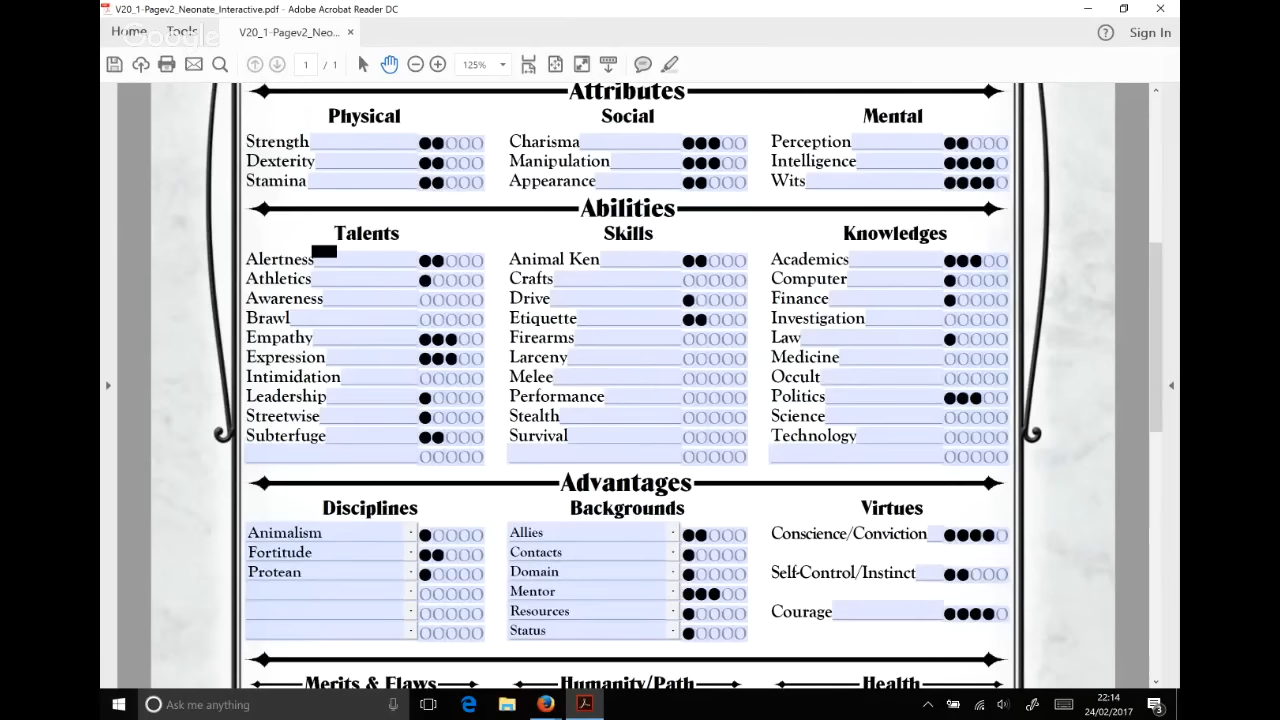 V20_1-Pagev2_Neonate_Interactive.pdf - Adobe Acrobat Reader DC
Home Tools V20_1-Pagev2_Neo... × ? Sign In
Google
1 / 1 125%
Attributes
Physical Social Mental
Strength Charisma Perception
Dexterity Manipulation Intelligence
Stamina Appearance Wits
Abilities
Talents Skills Knowledges
Alertness Animal Ken Academics
Athletics Crafts Computer
Awareness Drive Finance
Brawl Etiquette Investigation
Empathy Firearms Law
Expression Larceny Medicine
Intimidation Melee Occult
Leadership Performance Politics
Streetwise Stealth Science
Subterfuge Survival Technology
Advantages
Disciplines Backgrounds Virtues
Animalism Allies Conscience/Conviction
Fortitude Contacts
Protean Domain Self-Control/Instinct
Mentor
Resources Courage
Status
Merits & Flaws Humanity/Path Health
Ask me anything 22:14
24/02/2017 3